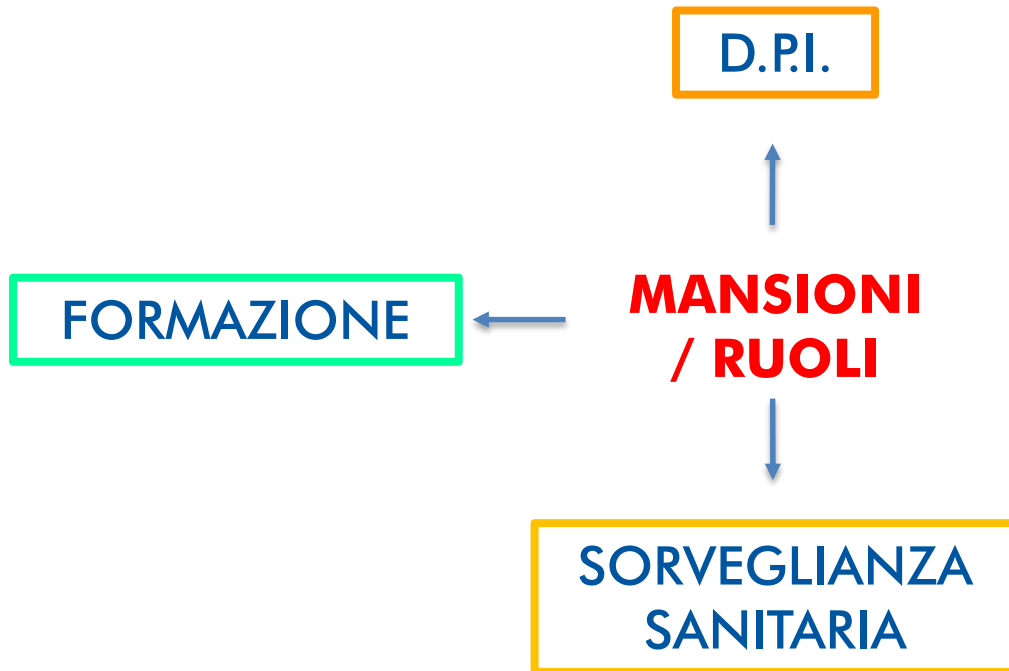 D.P.I.
FORMAZIONE
MANSIONI
/ RUOLI
SORVEGLIANZA
SANITARIA